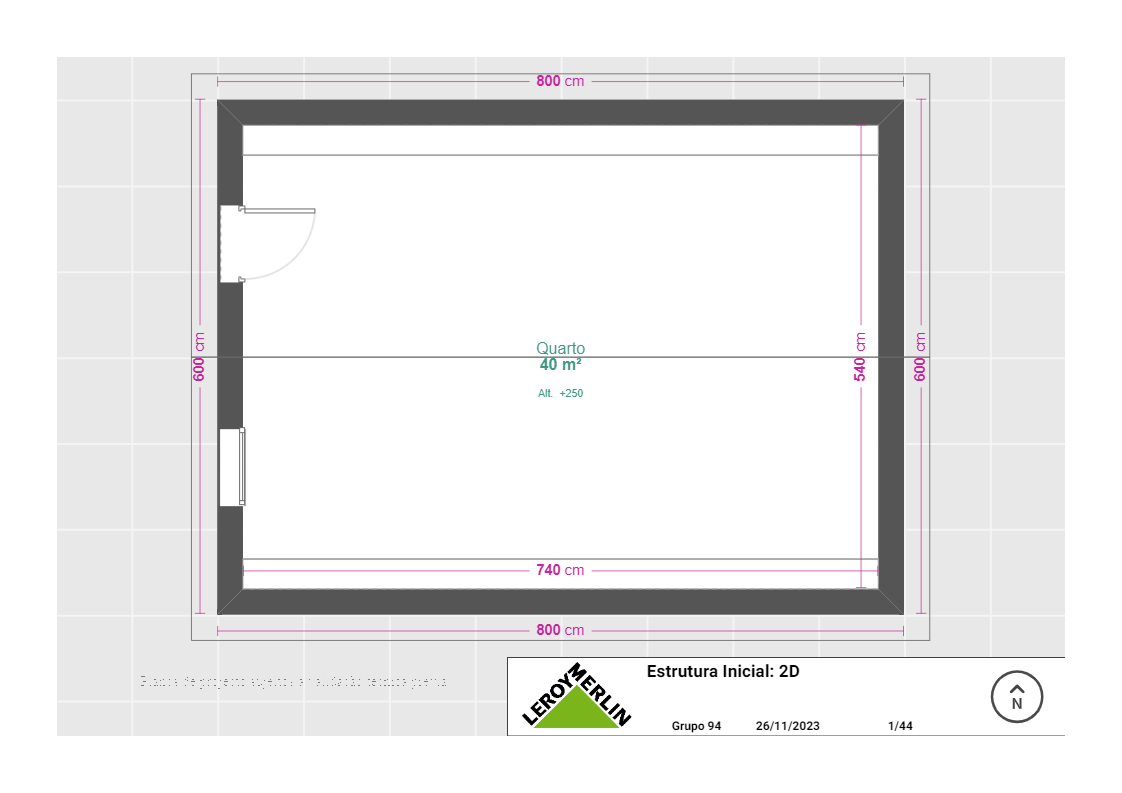 800 cm
600 cm
540 cm
600 cm
Quarto
40 m²
Alt. +250
740 cm
800 cm
LEROY MERLIN
Estrutura Inicial: 2D
Grupo 94 26/11/2023 1/44
N